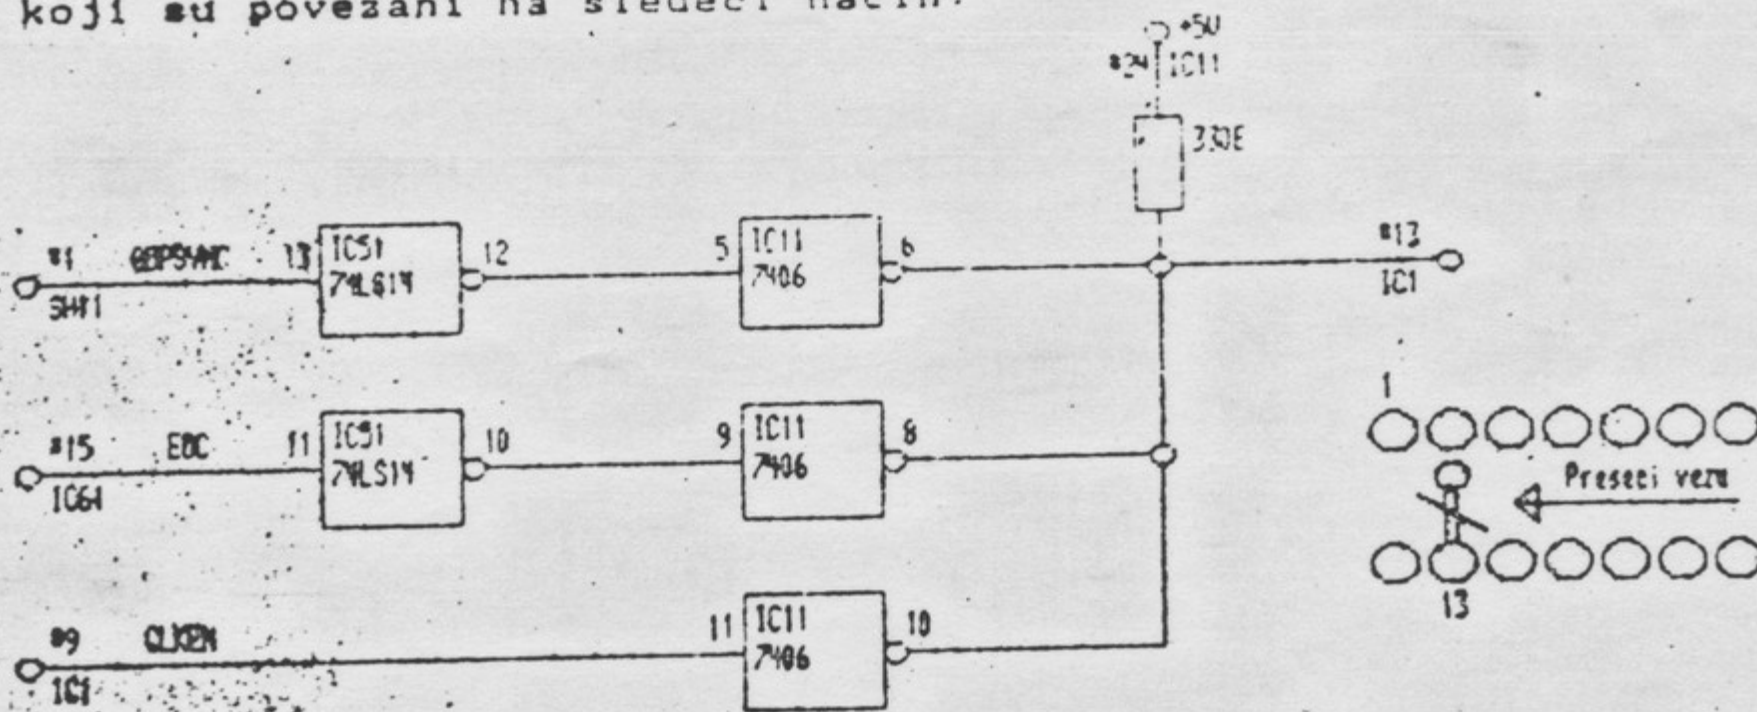 koji su povezani na sledeći način:
+5V
#24 IC11
330E
#1 13 IC51 12 5 IC11 6 #13
74LS14 7406
SH11 IC1
1
#15 EOC 11 IC51 10 9 IC11 8
74LS14 7406 Preseci vezu
IC61
13
#9 CLKEN 11 IC11 10
7406
IC1